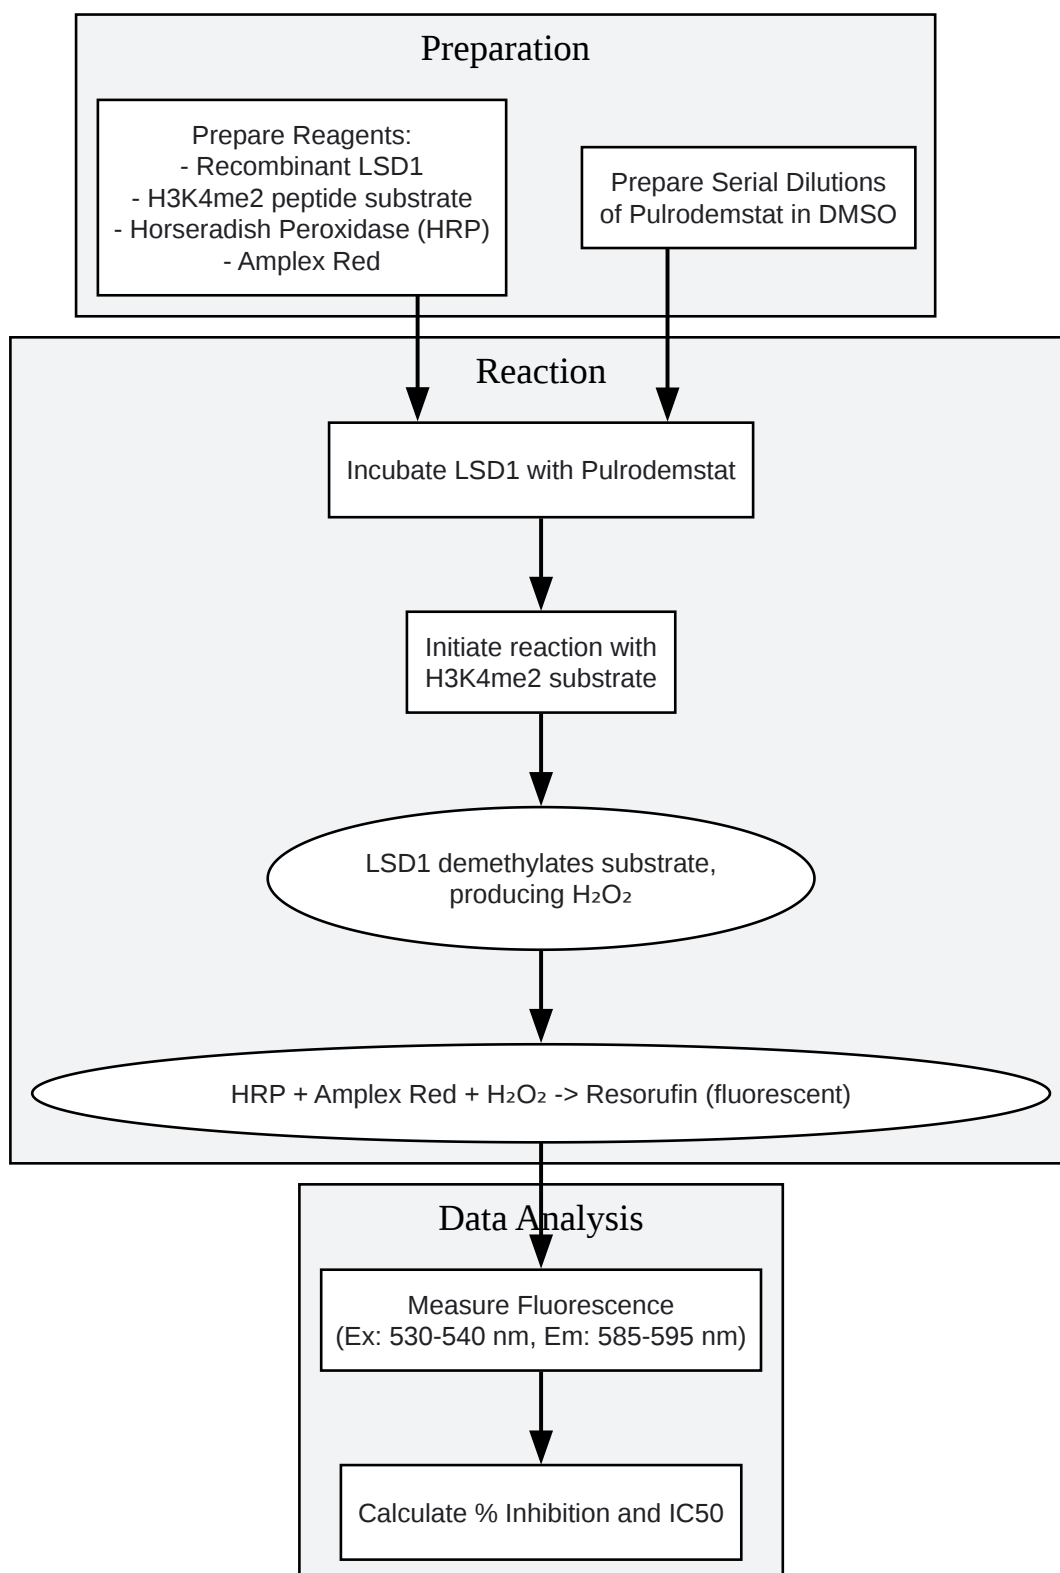 Preparation
Prepare Reagents:
- Recombinant LSD1
- H3K4me2 peptide substrate
- Horseradish Peroxidase (HRP)
- Amplex Red
Prepare Serial Dilutions
of Pulrodemstat in DMSO
Reaction
Incubate LSD1 with Pulrodemstat
Initiate reaction with
H3K4me2 substrate
LSD1 demethylates substrate,
producing H₂O₂
HRP + Amplex Red + H₂O₂ -> Resorufin (fluorescent)
Data Analysis
Measure Fluorescence
(Ex: 530-540 nm, Em: 585-595 nm)
Calculate % Inhibition and IC50